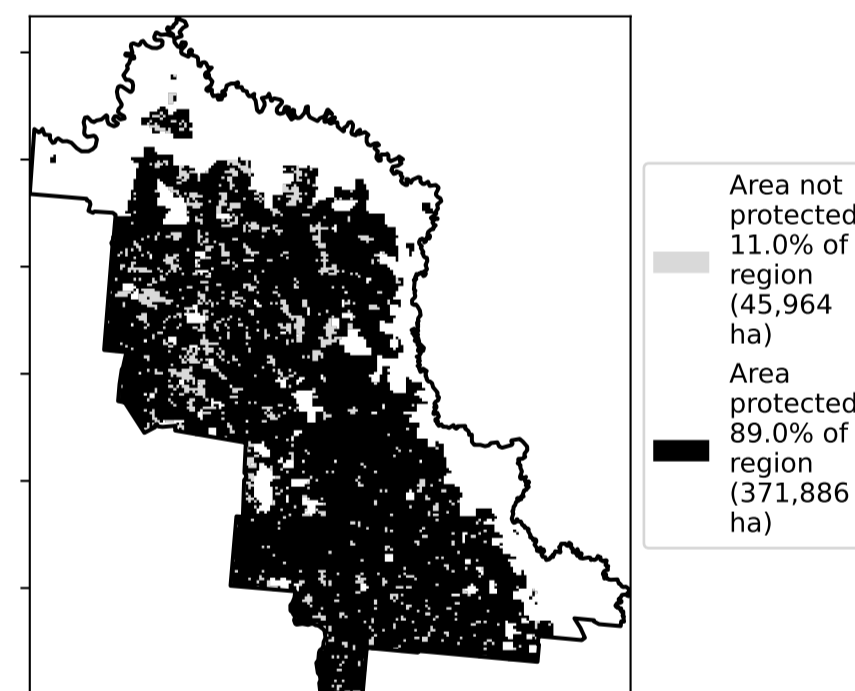 Area not
protected
11.0% of
region
(45,964
ha)
Area
protected
89.0% of
region
(371,886
ha)